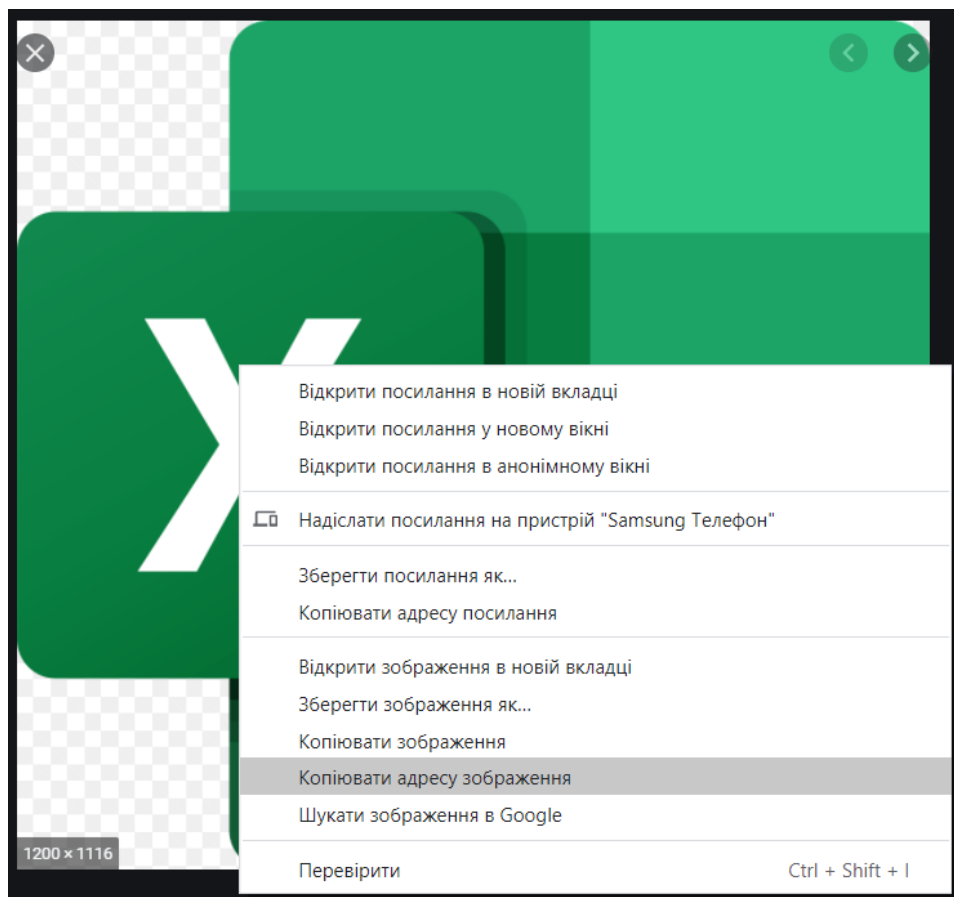 X
Відкрити посилання в новій вкладці
Відкрити посилання у новому вікні
Відкрити посилання в анонімному вікні
Надіслати посилання на пристрій "Samsung Телефон"
Зберегти посилання як...
Копіювати адресу посилання
Відкрити зображення в новій вкладці
Зберегти зображення як...
Копіювати зображення
Копіювати адресу зображення
Шукати зображення в Google
1200 × 1116
Перевірити Ctrl + Shift + I